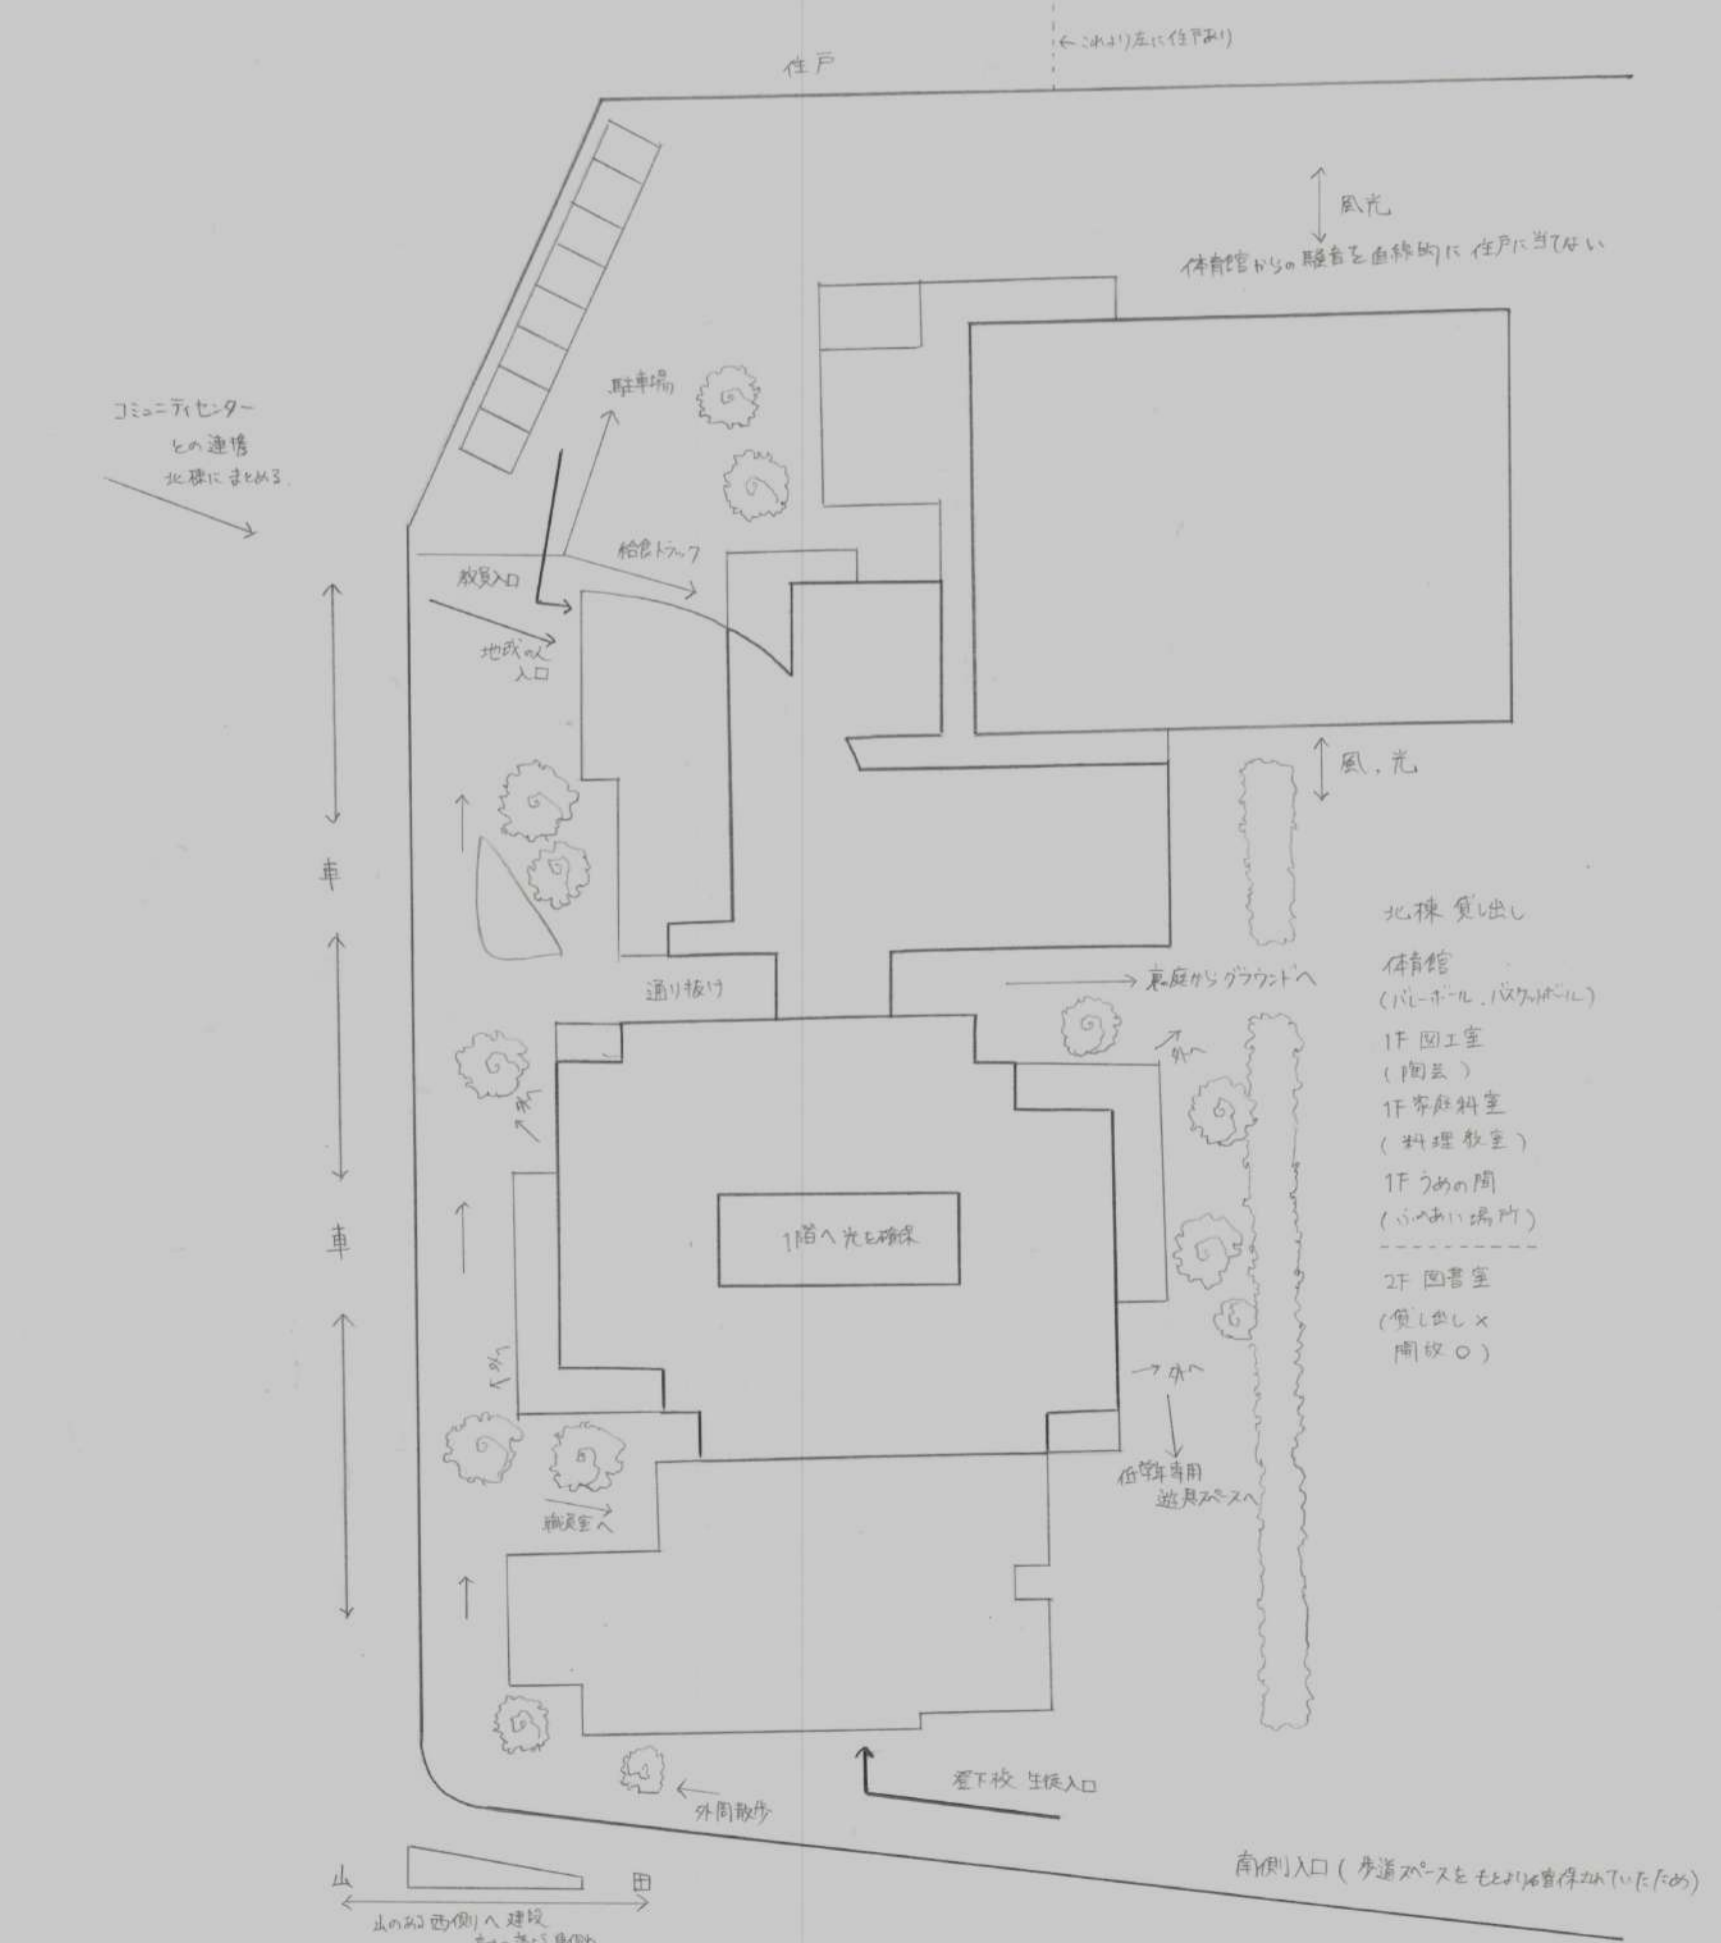 住戸
←これより左に住戸あり
風光
体育館からの騒音を直線的に住戸に当てない
駐車場
コミュニティセンター
との連携
北棟にまとめる
給食トラック
教員入口
地域の人
入口
風、光
車
北棟 貸し出し
通り抜け
裏庭からグラウンドへ
体育館
(バレーボール、バスケットボール)
外へ
1F 図工室
(陶芸)
外へ
1F 家庭科室
(料理教室)
1F うめの間
(ふれあい場所)
車
1階へ光を確保
2F 図書室
(貸し出し×
開放○)
外へ
外へ
低学年専用
遊具スペースへ
職員室へ
登下校 生徒入口
外周散歩
南側入口(歩道スペースをもとより確保されていたため)
山
田
山のある西側へ建設